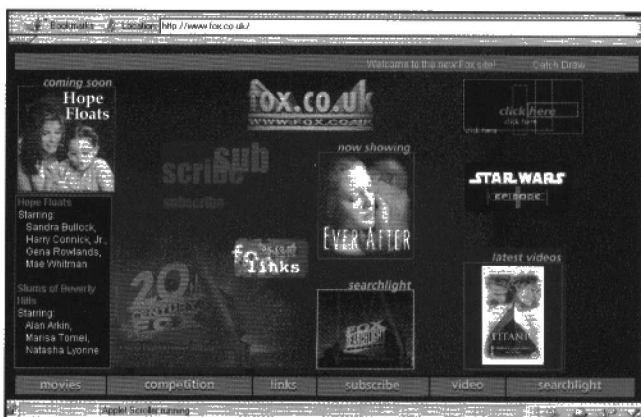 Bookmarks Location: http://www.fox.co.uk/
Welcome to the new Fox site! Catch Drew
coming soon
Hope
Floats
fox.co.uk
WWW.FOX.CO.UK
click here
click here
click here
sub
scribe
subscribe
now showing
EVER AFTER
STAR WARS
EPISODE I
Hope Floats
Starring:
Sandra Bullock,
Harry Connick, Jr.,
Gena Rowlands,
Mae Whitman
Slums of Beverly
Hills
Starring:
Alan Arkin,
Marisa Tomei,
Natasha Lyonne
links
20TH
CENTURY
FOX
searchlight
FOX
SEARCHLIGHT
latest videos
TITANIC
movies competition links subscribe video searchlight
Applet Scroller running